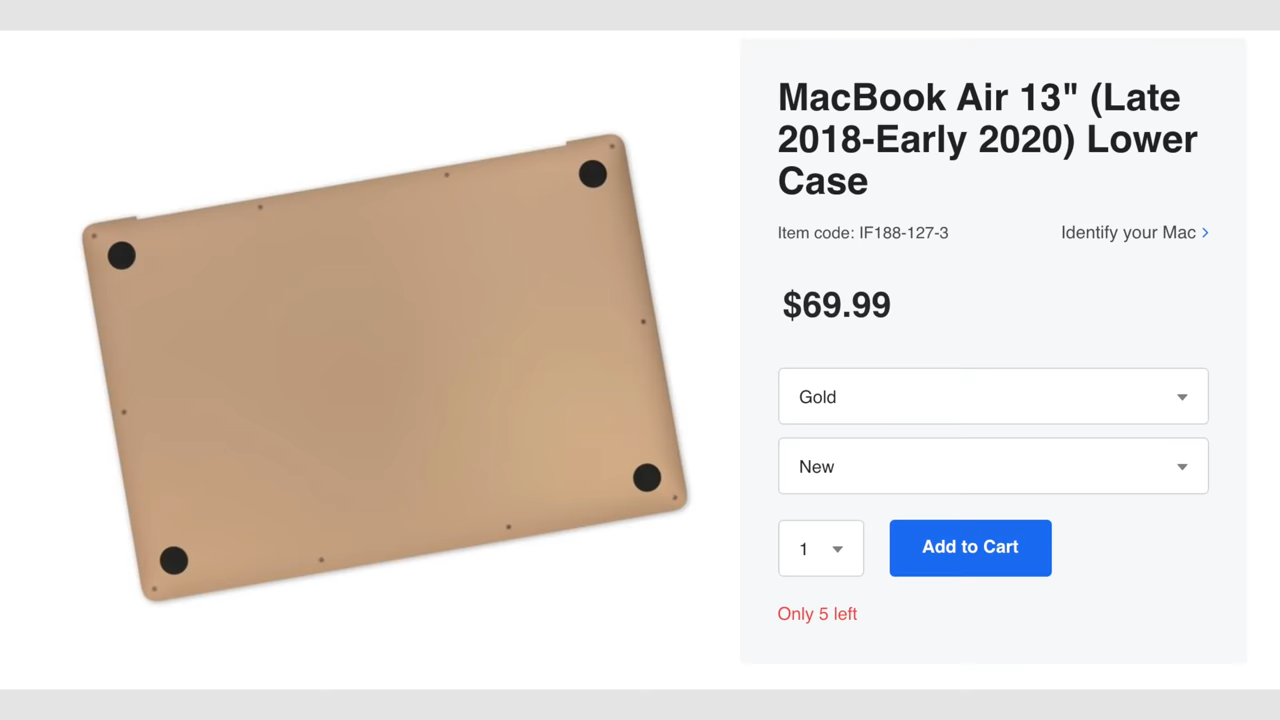 MacBook Air 13" (Late
2018-Early 2020) Lower
Case
Item code: IF188-127-3
Identify your Mac
$69.99
Gold
New
1
Add to Cart
Only 5 left